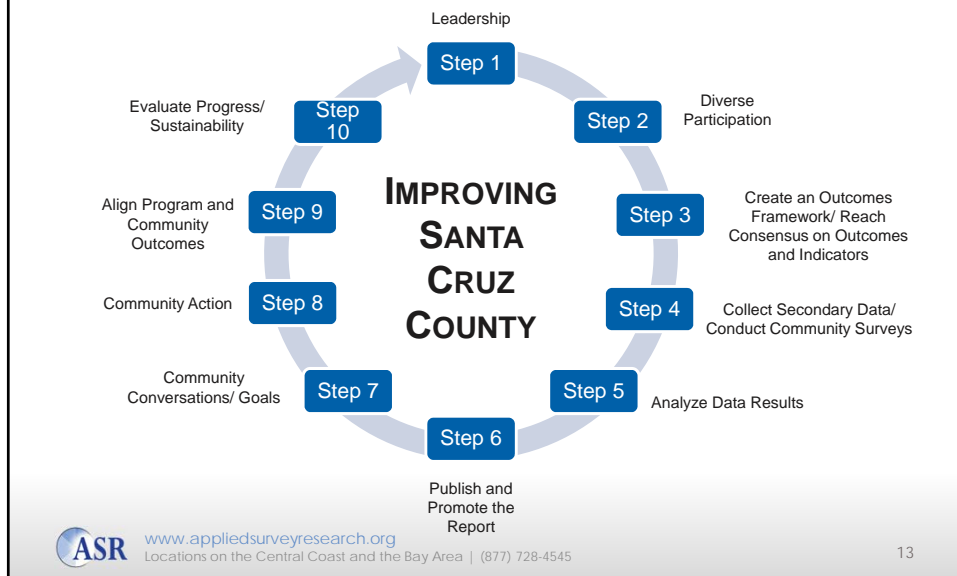 Leadership
Step 1
Diverse
Participation
Step 2
Create an Outcomes
Framework/ Reach
Consensus on Outcomes
and Indicators
Step 3
Collect Secondary Data/
Conduct Community Surveys
Step 4
Analyze Data Results
Step 5
Step 6
Publish and
Promote the
Report
Community
Conversations/ Goals
Step 7
Community Action
Step 8
Align Program and
Community
Outcomes
Step 9
Evaluate Progress/
Sustainability
Step
10
IMPROVING
SANTA
CRUZ
COUNTY
ASR
www.appliedsurveyresearch.org
Locations on the Central Coast and the Bay Area | (877) 728-4545
13